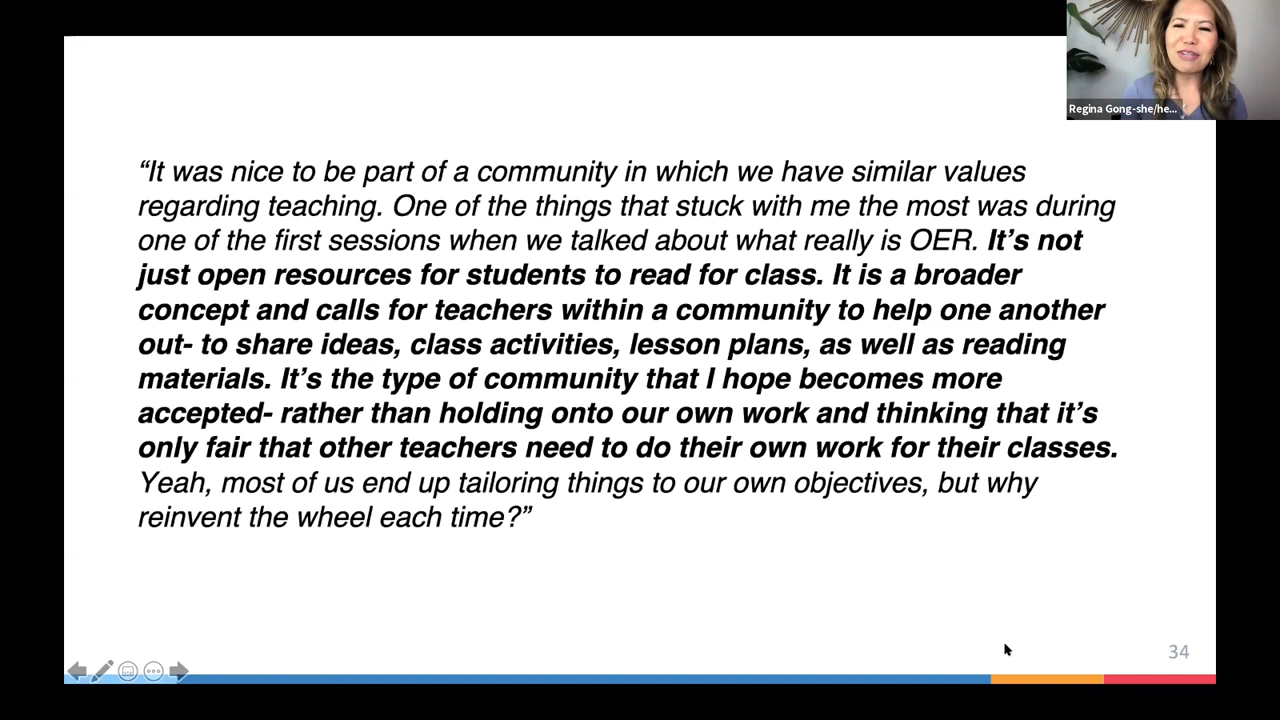 Regina Gong-she/he...
“It was nice to be part of a community in which we have similar values
regarding teaching. One of the things that stuck with me the most was during
one of the first sessions when we talked about what really is OER. It’s not
just open resources for students to read for class. It is a broader
concept and calls for teachers within a community to help one another
out- to share ideas, class activities, lesson plans, as well as reading
materials. It’s the type of community that I hope becomes more
accepted- rather than holding onto our own work and thinking that it’s
only fair that other teachers need to do their own work for their classes.
Yeah, most of us end up tailoring things to our own objectives, but why
reinvent the wheel each time?”
34